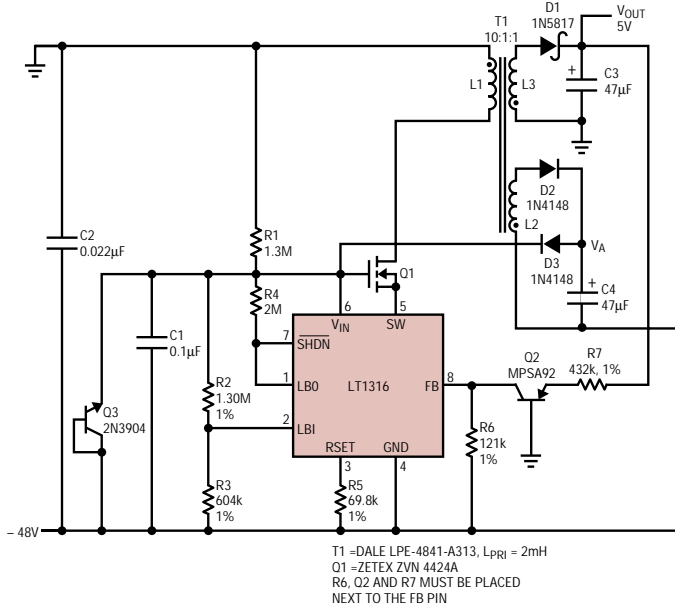 D1
1N5817
VOUT
5V
T1
10:1:1
L1
L3
+
C3
47µF
D2
1N4148
L2
VA
D3
1N4148
+
C4
47µF
C2
0.022µF
R1
1.3M
R4
2M
Q1
C1
0.1µF
6
VIN
5
SW
7
SHDN
1
LB0
LT1316
FB
8
2
LBI
RSET
3
GND
4
R2
1.30M
1%
Q3
2N3904
Q2
MPSA92
R7
432k, 1%
R6
121k
1%
R3
604k
1%
R5
69.8k
1%
– 48V
T1 =DALE LPE-4841-A313, LPRI = 2mH
Q1 =ZETEX ZVN 4424A
R6, Q2 AND R7 MUST BE PLACED
NEXT TO THE FB PIN